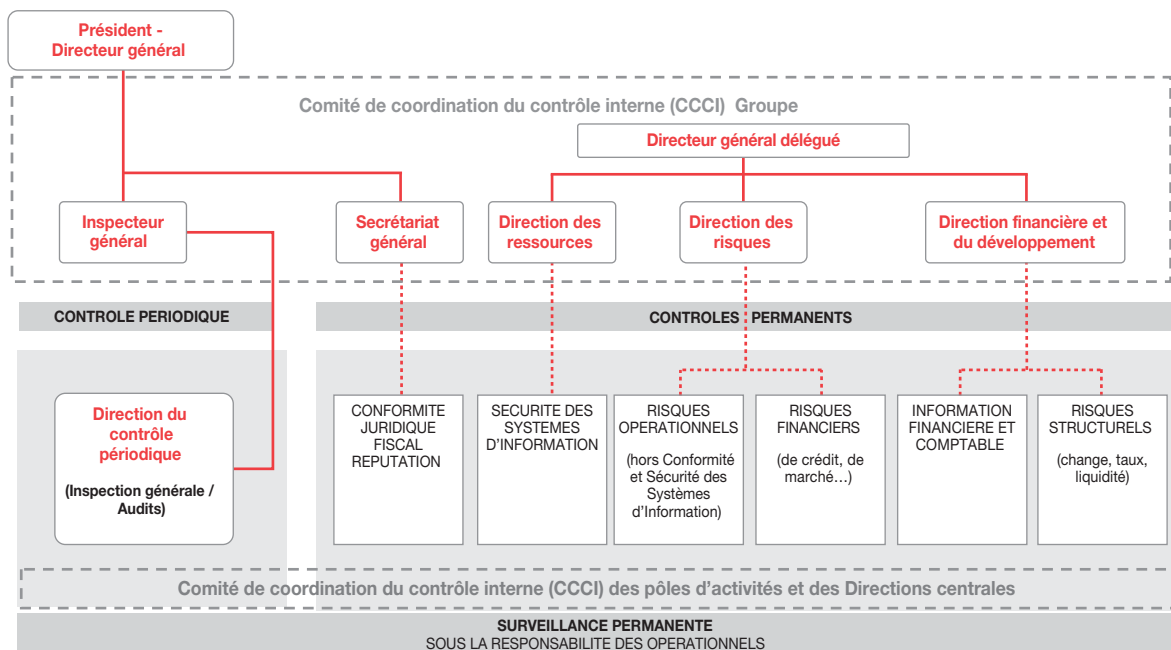 Président -
Directeur général
Comité de coordination du contrôle interne (CCCI) Groupe
Directeur général délégué
Inspecteur
général
Secrétariat
général
Direction des
ressources
Direction des
risques
Direction financière et
du développement
CONTROLE PERIODIQUE
CONTROLES PERMANENTS
Direction du
contrôle
périodique
(Inspection générale /
Audits)
CONFORMITE
JURIDIQUE
FISCAL
REPUTATION
SECURITE DES
SYSTEMES
D'INFORMATION
RISQUES
OPERATIONNELS
(hors Conformité
et Sécurité des
Systèmes
d'Information)
RISQUES
FINANCIERS
(de crédit, de
marché...)
INFORMATION
FINANCIERE ET
COMPTABLE
RISQUES
STRUCTURELS
(change, taux,
liquidité)
Comité de coordination du contrôle interne (CCCI) des pôles d'activités et des Directions centrales
SURVEILLANCE PERMANENTE
SOUS LA RESPONSABILITE DES OPERATIONNELS